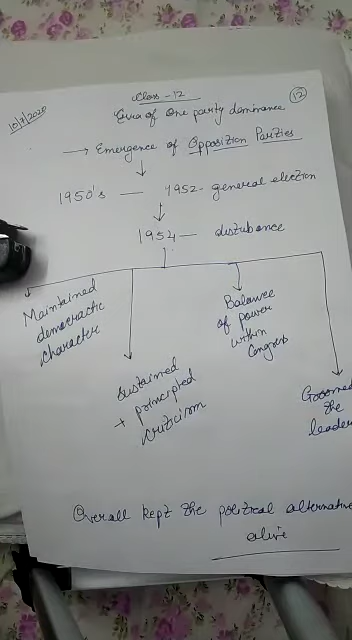 10/7/2020
Class - 12
Era of One party dominance
12
→ Emergence of Opposition Parties
1950's — 1952 - general election
1954 — disturbance
Maintained
democractic
character
Sustained
+ principled
criticism
Balance
of power
within
Congress
Groomed
the
leader
Overall kept the political alternative
alive